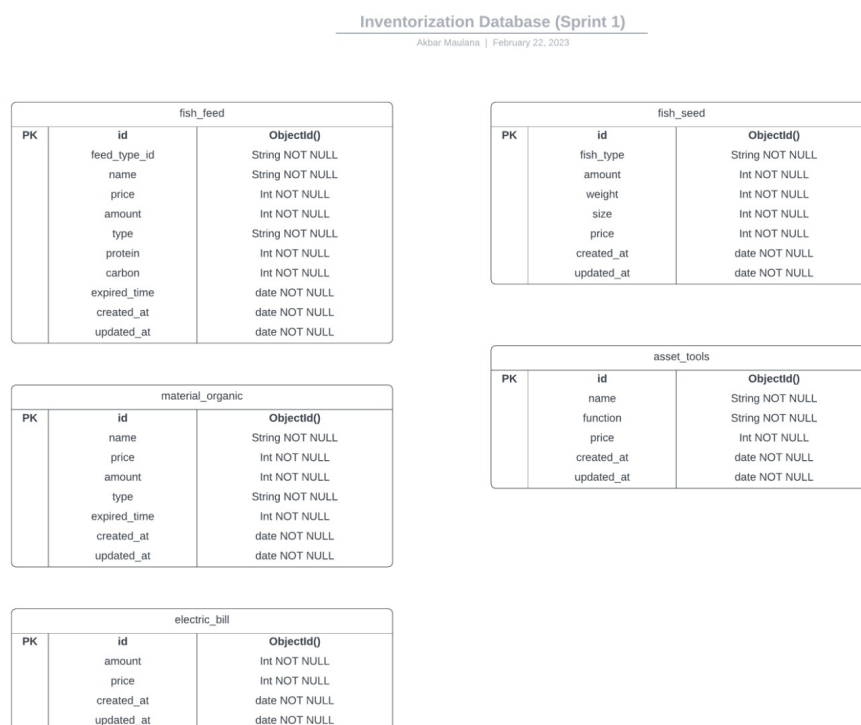 Inventorization Database (Sprint 1)
Akbar Maulana | February 22, 2023
fish_feed
PK id ObjectId()
feed_type_id String NOT NULL
name String NOT NULL
price Int NOT NULL
amount Int NOT NULL
type String NOT NULL
protein Int NOT NULL
carbon Int NOT NULL
expired_time date NOT NULL
created_at date NOT NULL
updated_at date NOT NULL
material_organic
PK id ObjectId()
name String NOT NULL
price Int NOT NULL
amount Int NOT NULL
type String NOT NULL
expired_time Int NOT NULL
created_at date NOT NULL
updated_at date NOT NULL
electric_bill
PK id ObjectId()
amount Int NOT NULL
price Int NOT NULL
created_at date NOT NULL
updated_at date NOT NULL
fish_seed
PK id ObjectId()
fish_type String NOT NULL
amount Int NOT NULL
weight Int NOT NULL
size Int NOT NULL
price Int NOT NULL
created_at date NOT NULL
updated_at date NOT NULL
asset_tools
PK id ObjectId()
name String NOT NULL
function String NOT NULL
price Int NOT NULL
created_at date NOT NULL
updated_at date NOT NULL